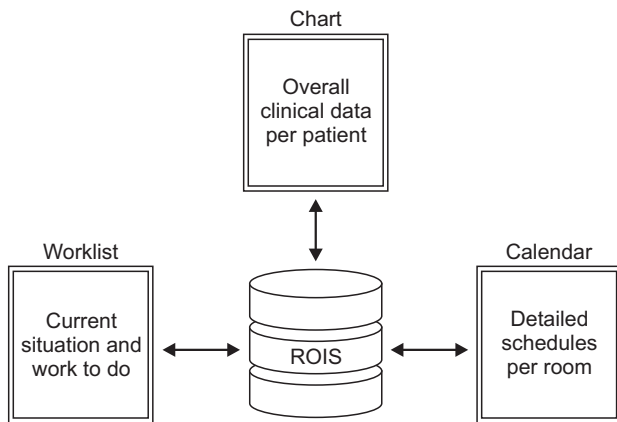 Chart
Overall
clinical data
per patient
Worklist
Current
situation and
work to do
ROIS
Calendar
Detailed
schedules
per room